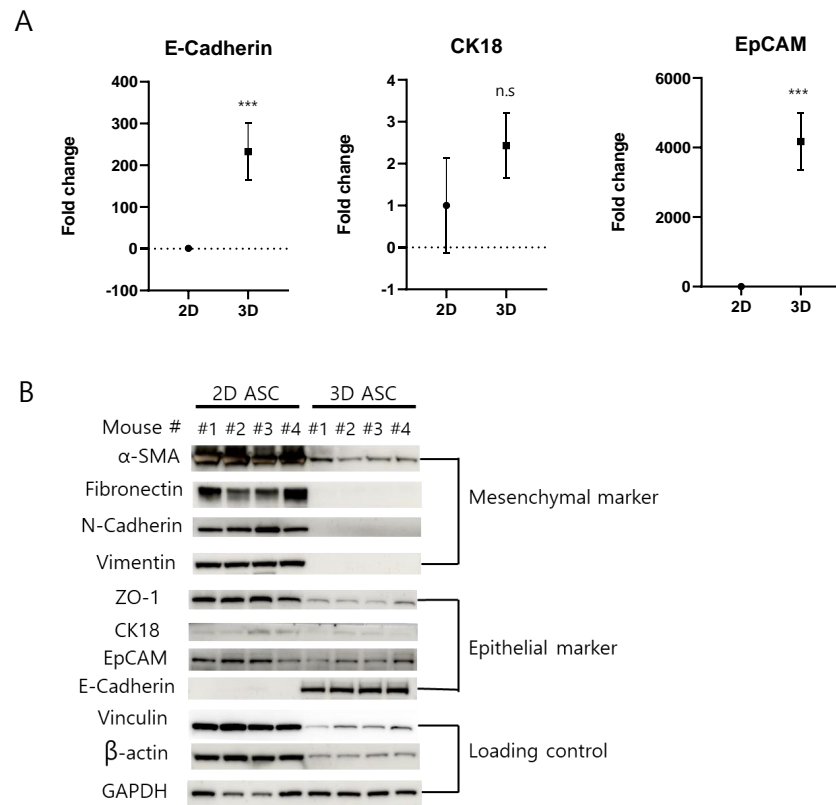 A
E-Cadherin
CK18
EpCAM
Fold change
400
300
200
100
0
-100
***
2D
3D
Fold change
4
3
2
1
0
-1
n.s
2D
3D
Fold change
6000
4000
2000
0
***
2D
3D
B
2D ASC
3D ASC
Mouse # #1 #2 #3 #4 #1 #2 #3 #4
α-SMA
Fibronectin
N-Cadherin
Vimentin
Mesenchymal marker
ZO-1
CK18
EpCAM
E-Cadherin
Epithelial marker
Vinculin
β-actin
GAPDH
Loading control